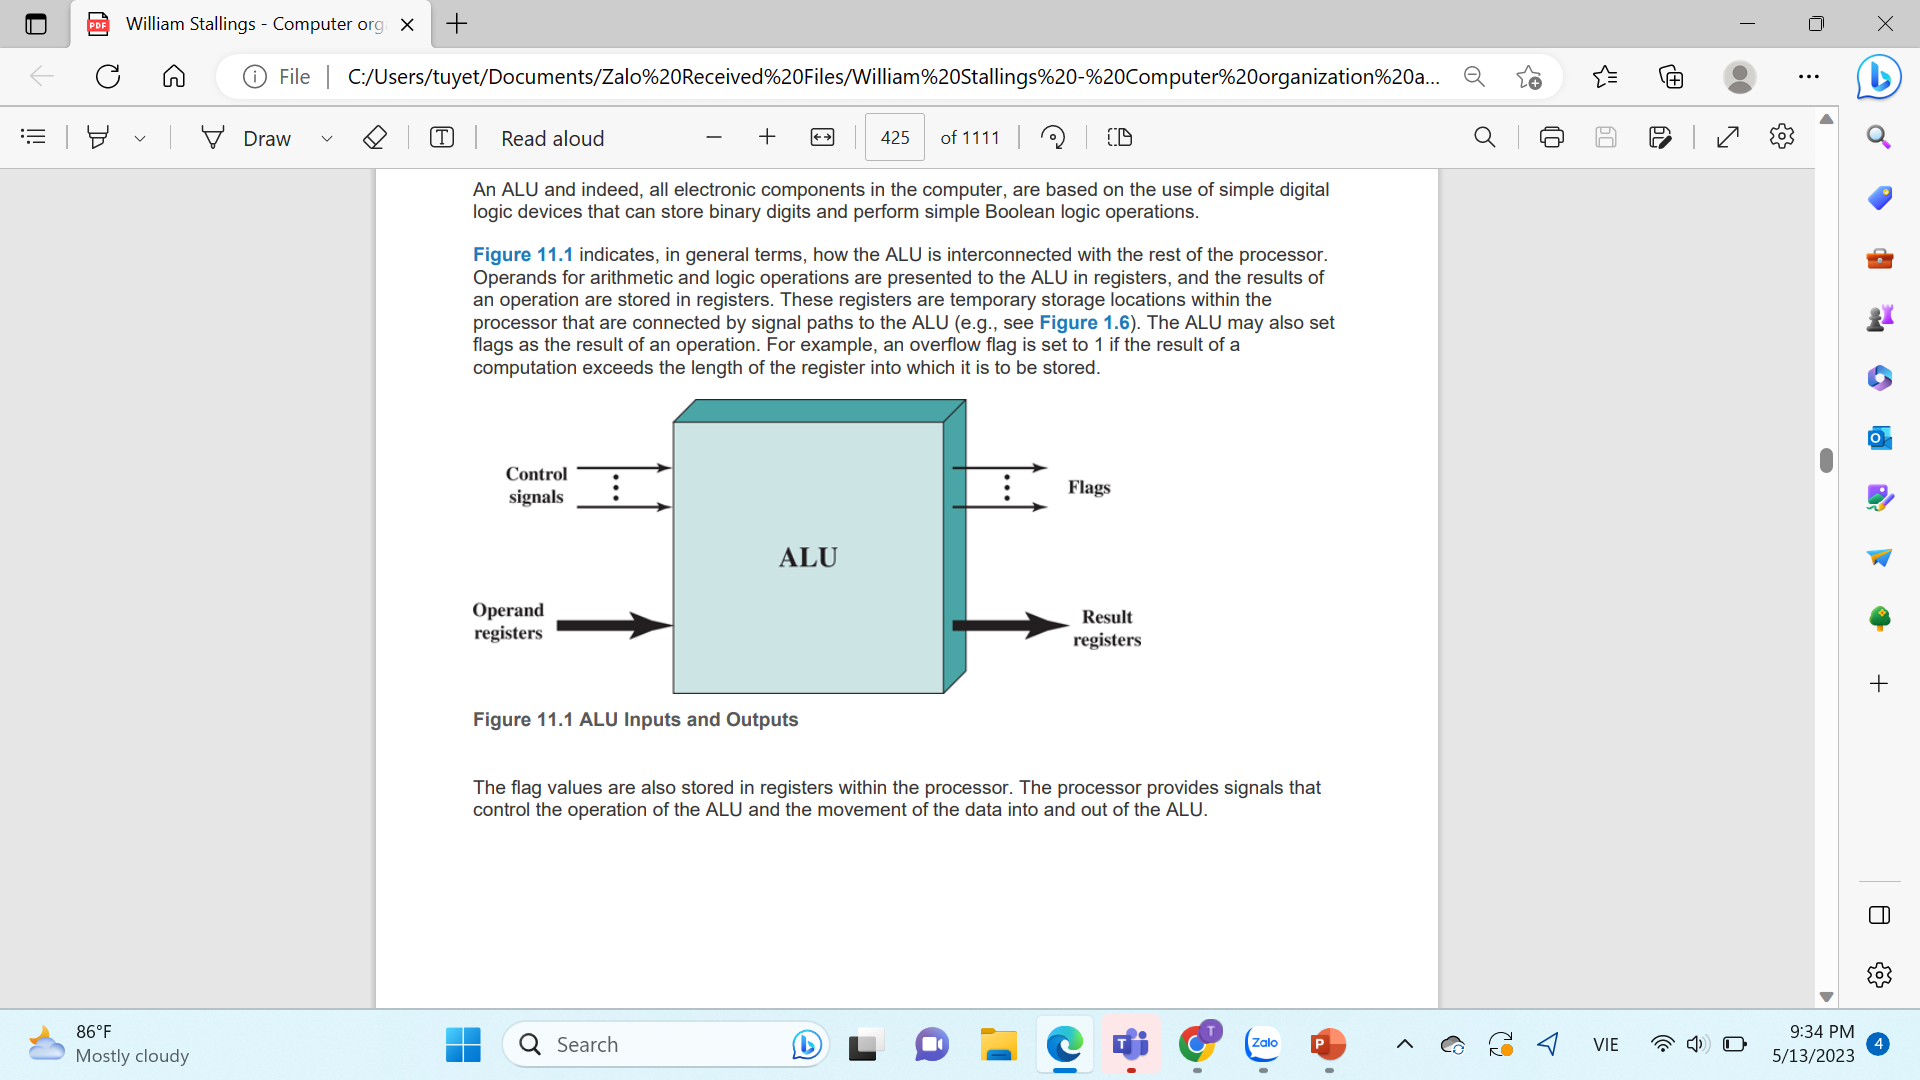 William Stallings - Computer org
File
C:/Users/tuyet/Documents/Zalo%20Received%20Files/William%20Stallings%20-%20Computer%20organization%20a...
Draw
Read aloud
425
of 1111
An ALU and indeed, all electronic components in the computer, are based on the use of simple digital
logic devices that can store binary digits and perform simple Boolean logic operations.
Figure 11.1 indicates, in general terms, how the ALU is interconnected with the rest of the processor.
Operands for arithmetic and logic operations are presented to the ALU in registers, and the results of
an operation are stored in registers. These registers are temporary storage locations within the
processor that are connected by signal paths to the ALU (e.g., see Figure 1.6). The ALU may also set
flags as the result of an operation. For example, an overflow flag is set to 1 if the result of a
computation exceeds the length of the register into which it is to be stored.
Control
signals
Flags
ALU
Operand
registers
Result
registers
Figure 11.1 ALU Inputs and Outputs
The flag values are also stored in registers within the processor. The processor provides signals that
control the operation of the ALU and the movement of the data into and out of the ALU.
86°F
Mostly cloudy
Search
T
T
Zalo
P
VIE
9:34 PM
5/13/2023
4